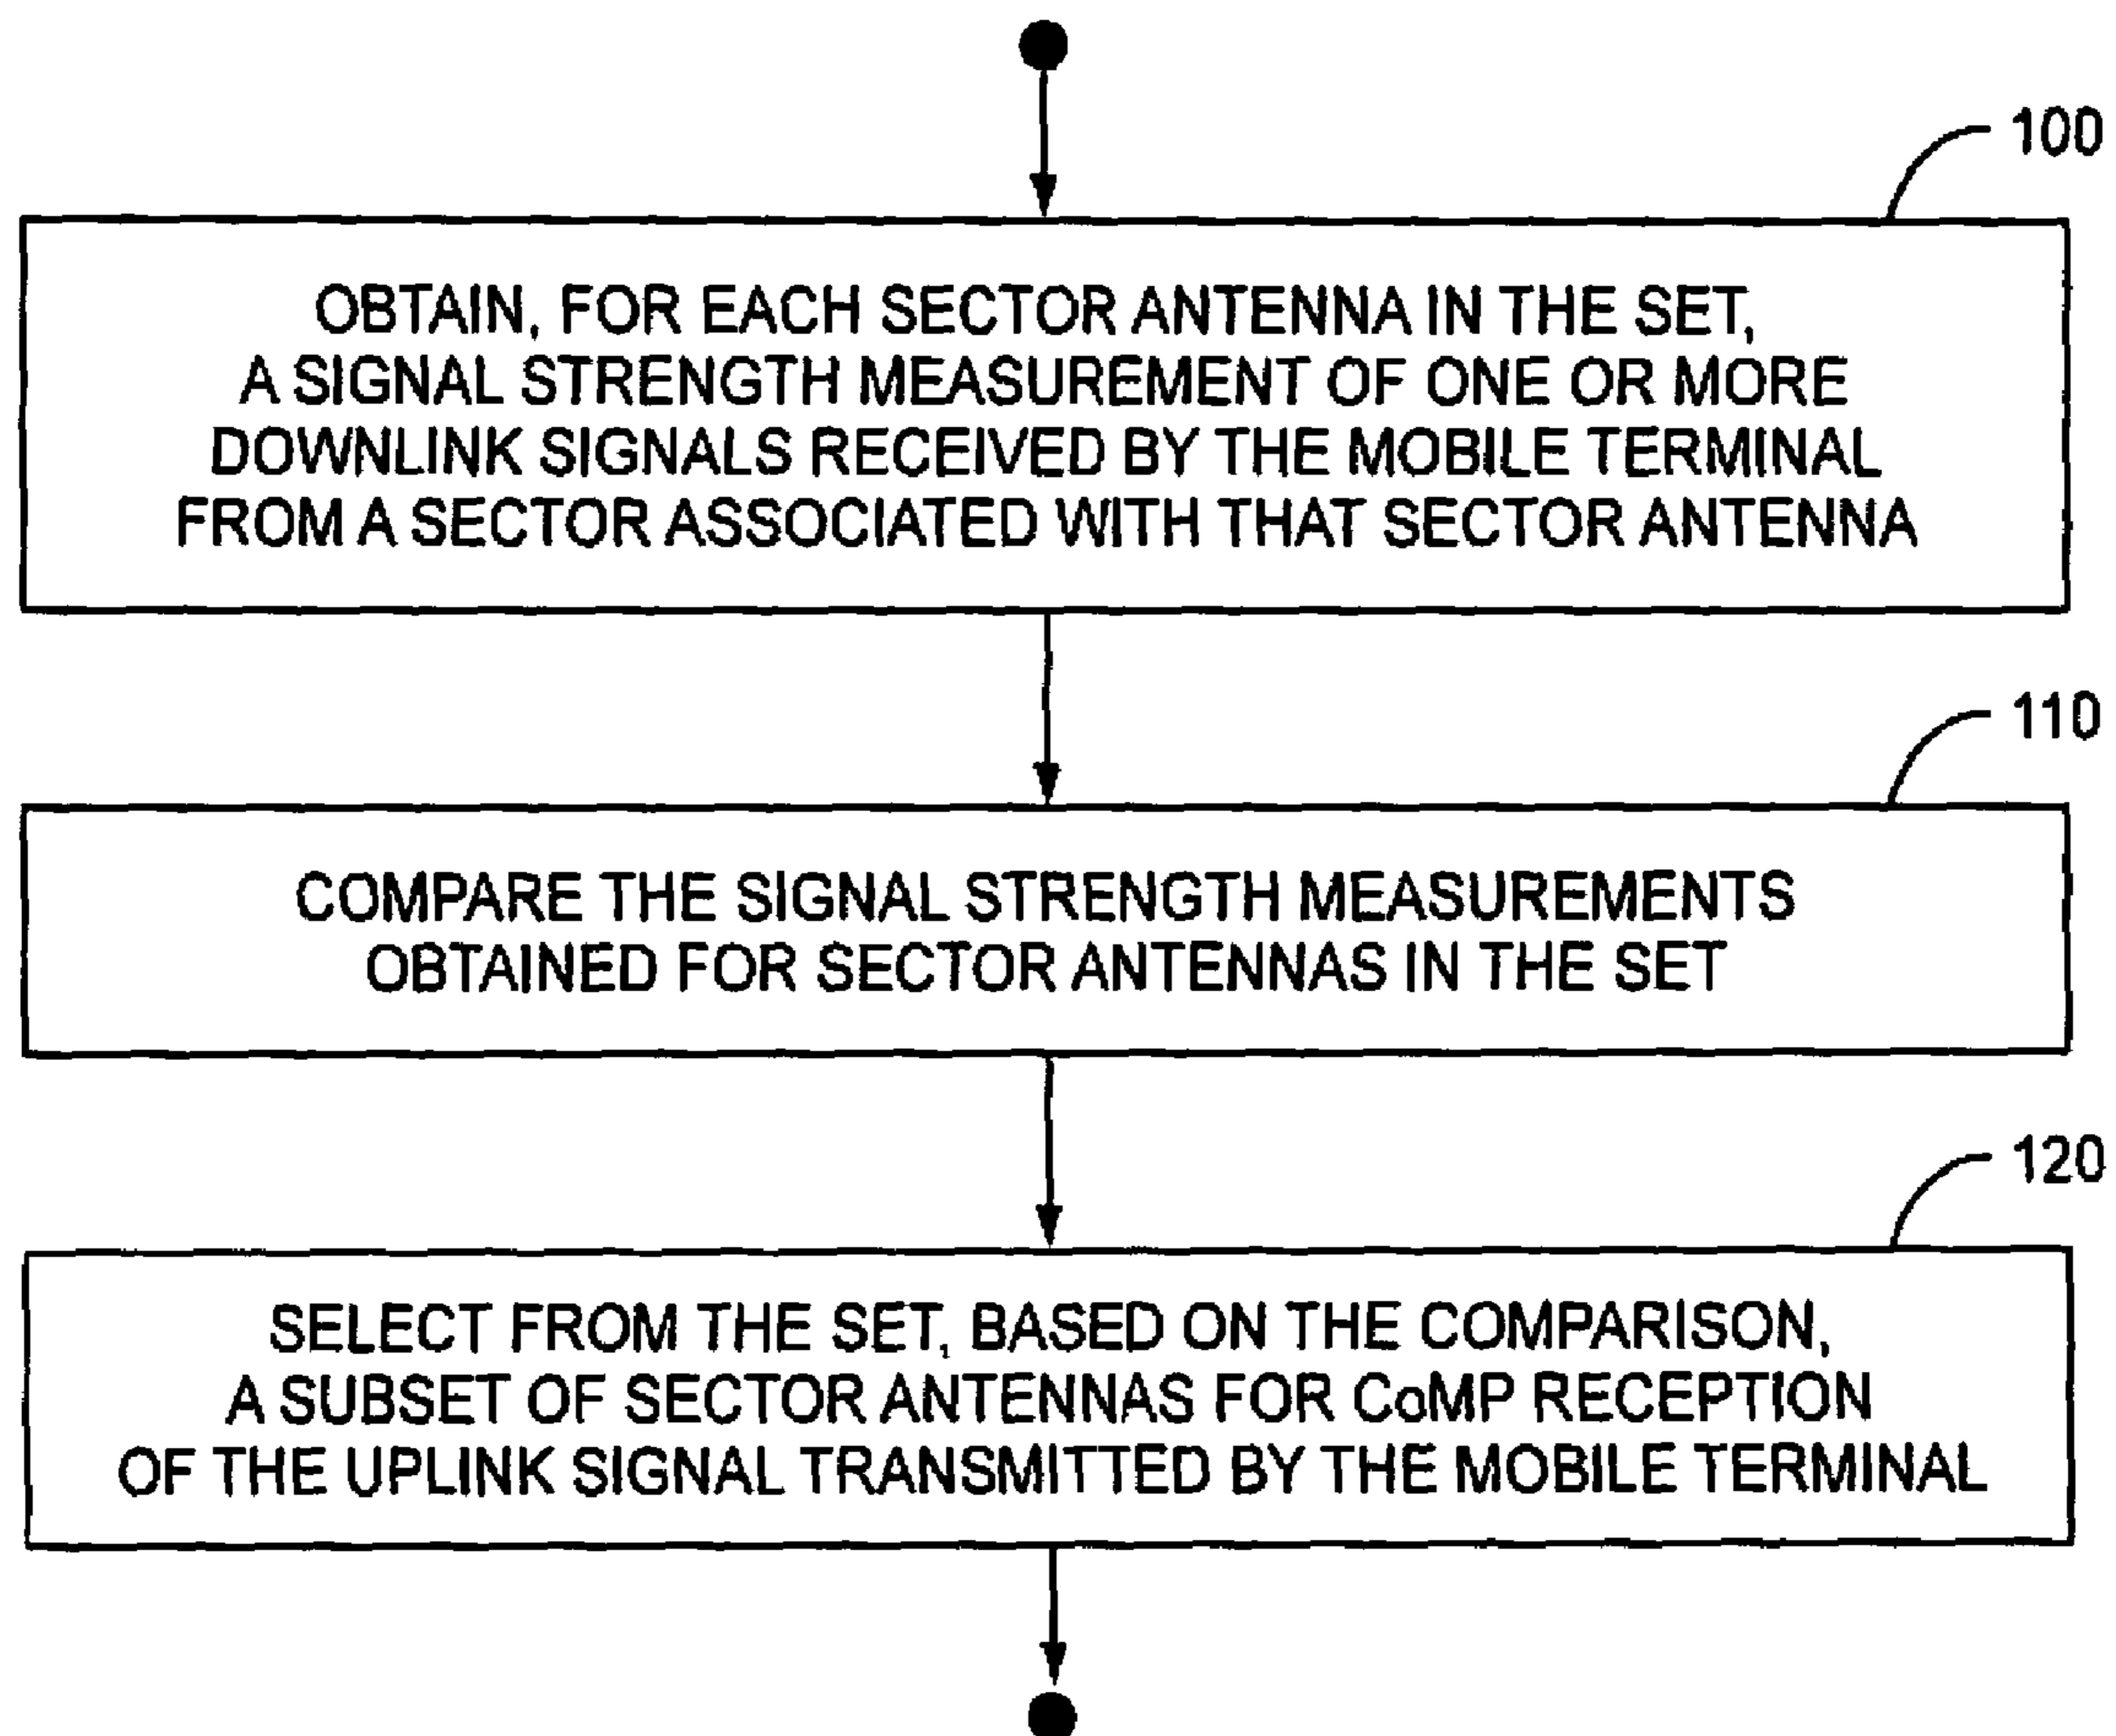 100
OBTAIN, FOR EACH SECTOR ANTENNA IN THE SET,
A SIGNAL STRENGTH MEASUREMENT OF ONE OR MORE
DOWNLINK SIGNALS RECEIVED BY THE MOBILE TERMINAL
FROM A SECTOR ASSOCIATED WITH THAT SECTOR ANTENNA
110
COMPARE THE SIGNAL STRENGTH MEASUREMENTS
OBTAINED FOR SECTOR ANTENNAS IN THE SET
120
SELECT FROM THE SET, BASED ON THE COMPARISON,
A SUBSET OF SECTOR ANTENNAS FOR CoMP RECEPTION
OF THE UPLINK SIGNAL TRANSMITTED BY THE MOBILE TERMINAL